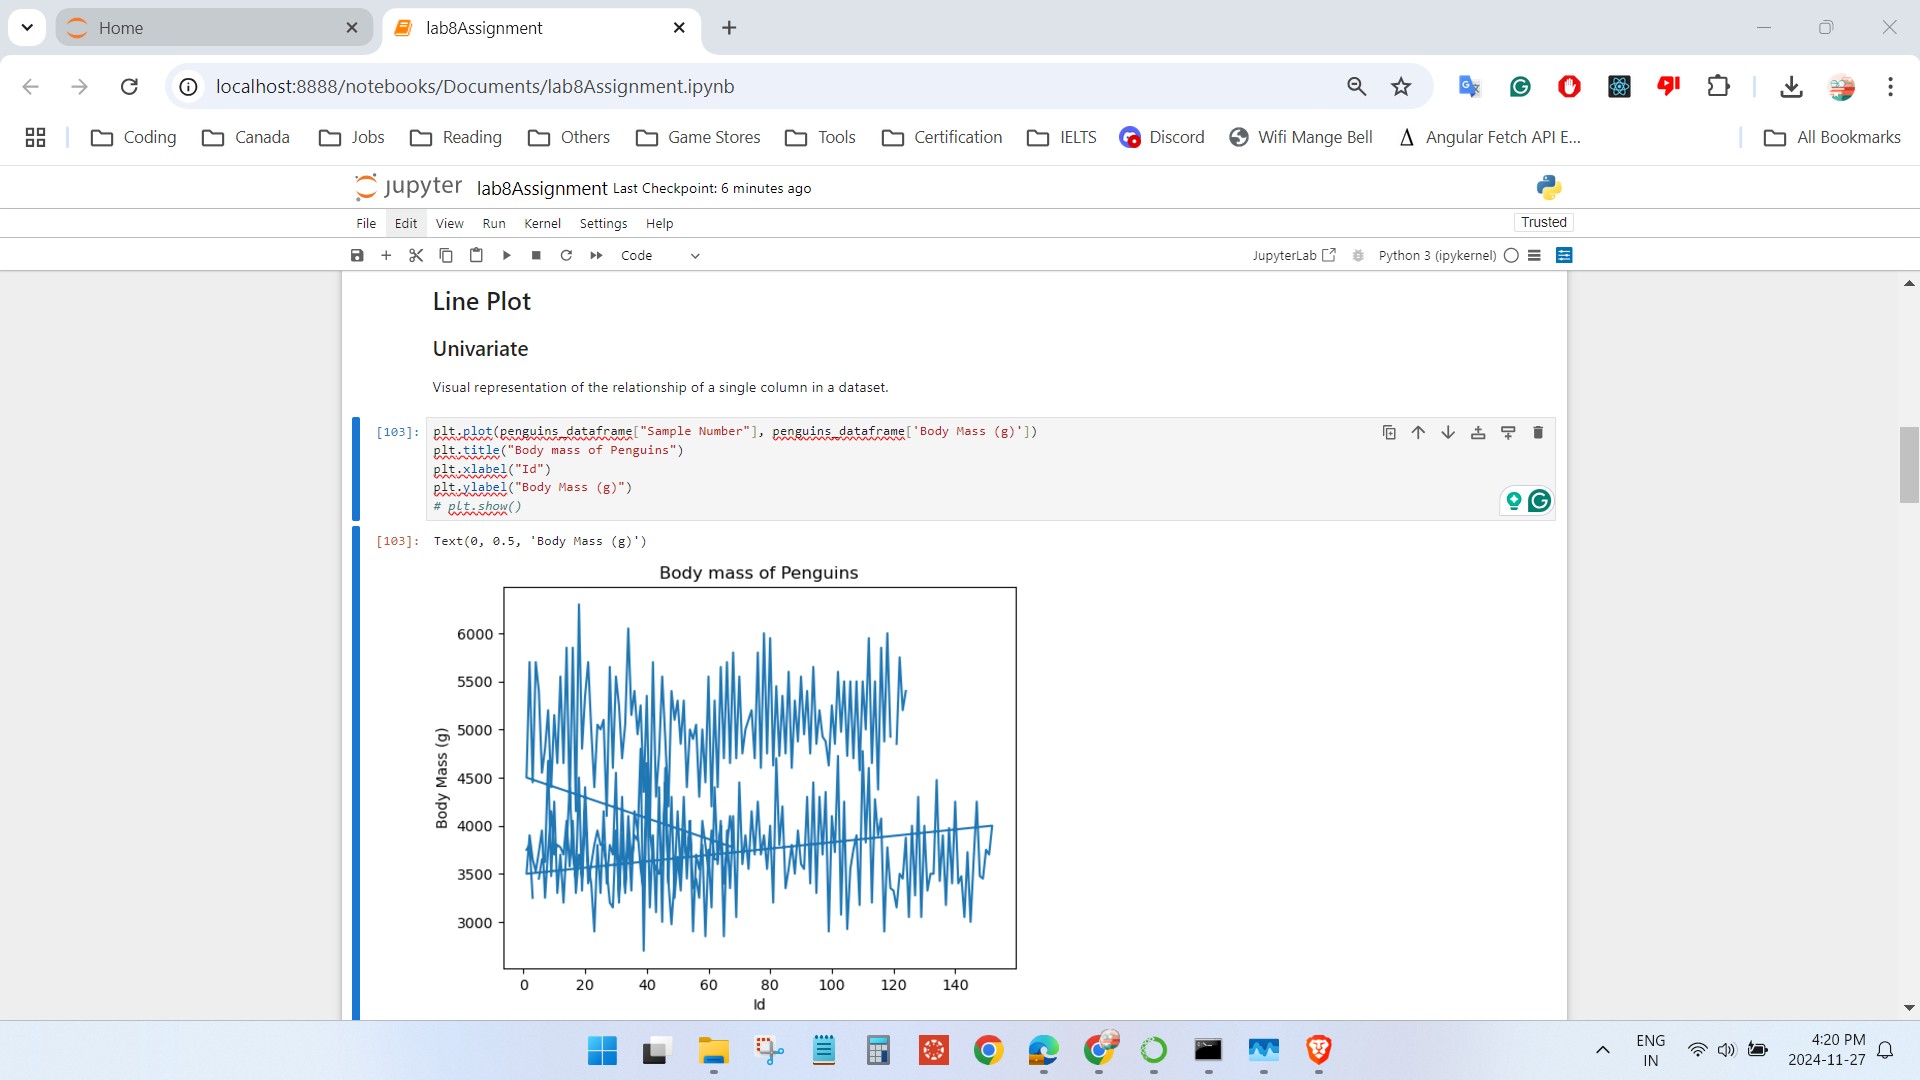 Home
lab8Assignment
localhost:8888/notebooks/Documents/lab8Assignment.ipynb
Coding Canada Jobs Reading Others Game Stores Tools Certification IELTS Discord Wifi Mange Bell Angular Fetch API E... All Bookmarks
jupyter lab8Assignment Last Checkpoint: 6 minutes ago
File Edit View Run Kernel Settings Help Trusted
Code JupyterLab Python 3 (ipykernel)
Line Plot
Univariate
Visual representation of the relationship of a single column in a dataset.
[103]: plt.plot(penguins_dataframe["Sample Number"], penguins_dataframe['Body Mass (g)'])
plt.title("Body mass of Penguins")
plt.xlabel("Id")
plt.ylabel("Body Mass (g)")
# plt.show()
[103]: Text(0, 0.5, 'Body Mass (g)')
Body mass of Penguins
Body Mass (g)
6000
5500
5000
4500
4000
3500
3000
0 20 40 60 80 100 120 140
Id
ENG
IN
4:20 PM
2024-11-27